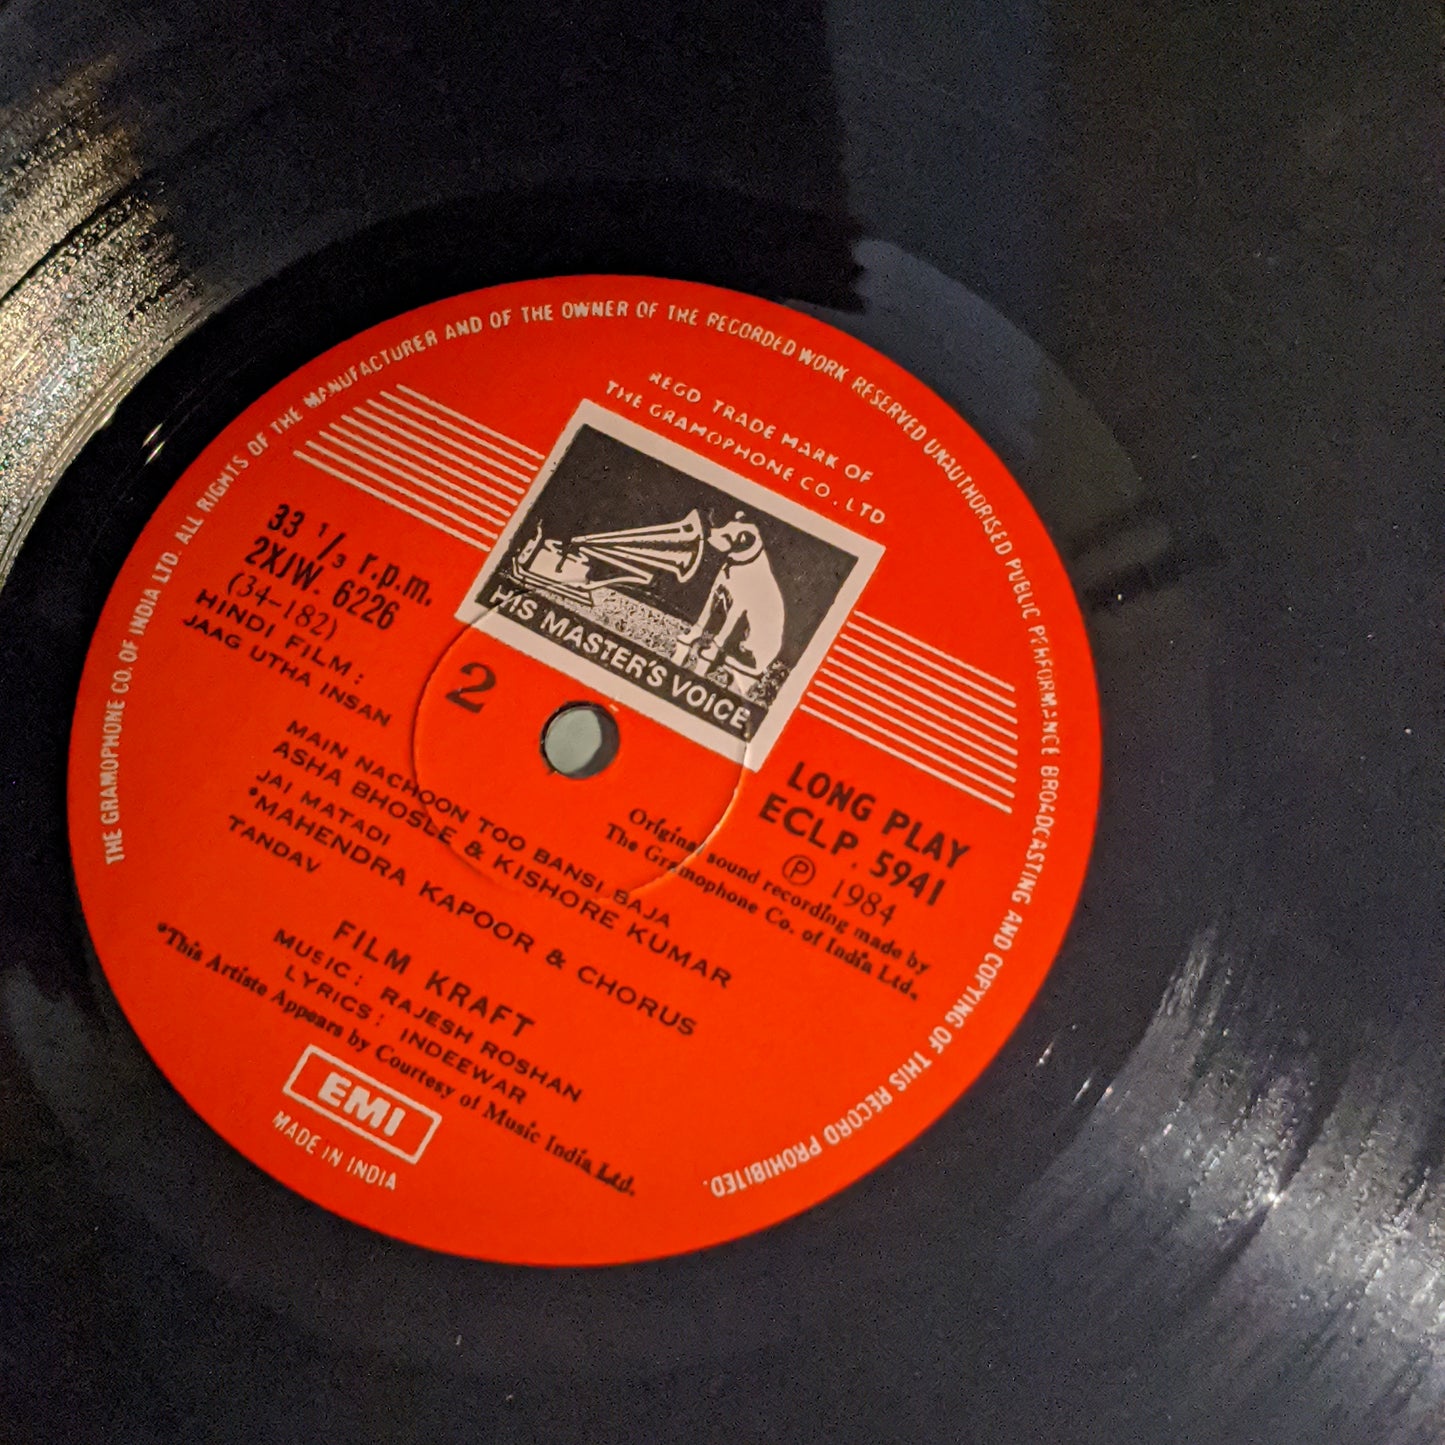 THE GRAMOPHONE CO. OF INDIA LTD. ALL RIGHTS OF THE MANUFACTURER AND OF THE OWNER OF THE RECORDED WORK RESERVED UNAUTHORISED PUBLIC PERFORMANCE BROADCASTING AND COPYING OF THIS RECORD PROHIBITED.
REGD TRADE MARK OF
THE GRAMOPHONE CO. LTD
HIS MASTER'S VOICE
33 1/3 r.p.m.
2XJW. 6226
(34-182)
HINDI FILM:
JAAG UTHA INSAN
2
LONG PLAY
ECLP. 5941
℗ 1984
Original sound recording made by
The Gramophone Co. of India Ltd.
MAIN NACHOON TOO BANSI BAJA
ASHA BHOSLE & KISHORE KUMAR
JAI MATADI
*MAHENDRA KAPOOR & CHORUS
TANDAV
FILM KRAFT
MUSIC: RAJESH ROSHAN
LYRICS: INDEEWAR
*This Artiste Appears by Courtesy of Music India Ltd.
EMI
MADE IN INDIA